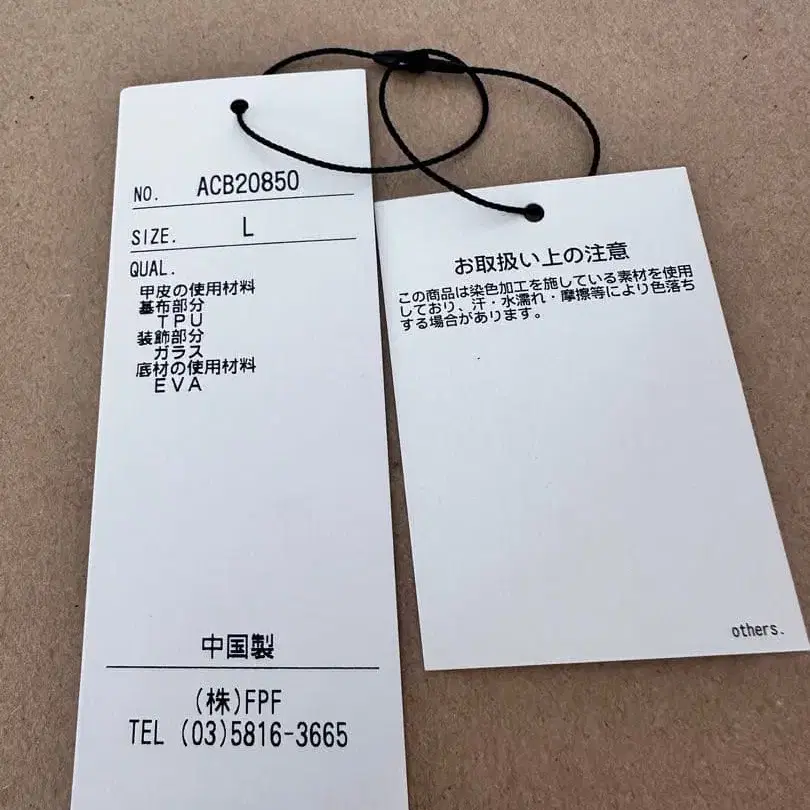 NO. ACB20850
SIZE. L
QUAL.
甲皮の使用材料
基布部分
ＴＰＵ
装飾部分
ガラス
底材の使用材料
ＥＶＡ
中国製
(株)FPF
TEL (03)5816-3665
お取扱い上の注意
この商品は染色加工を施している素材を使用
しており、汗・水濡れ・摩擦等により色落ち
する場合があります。
others.